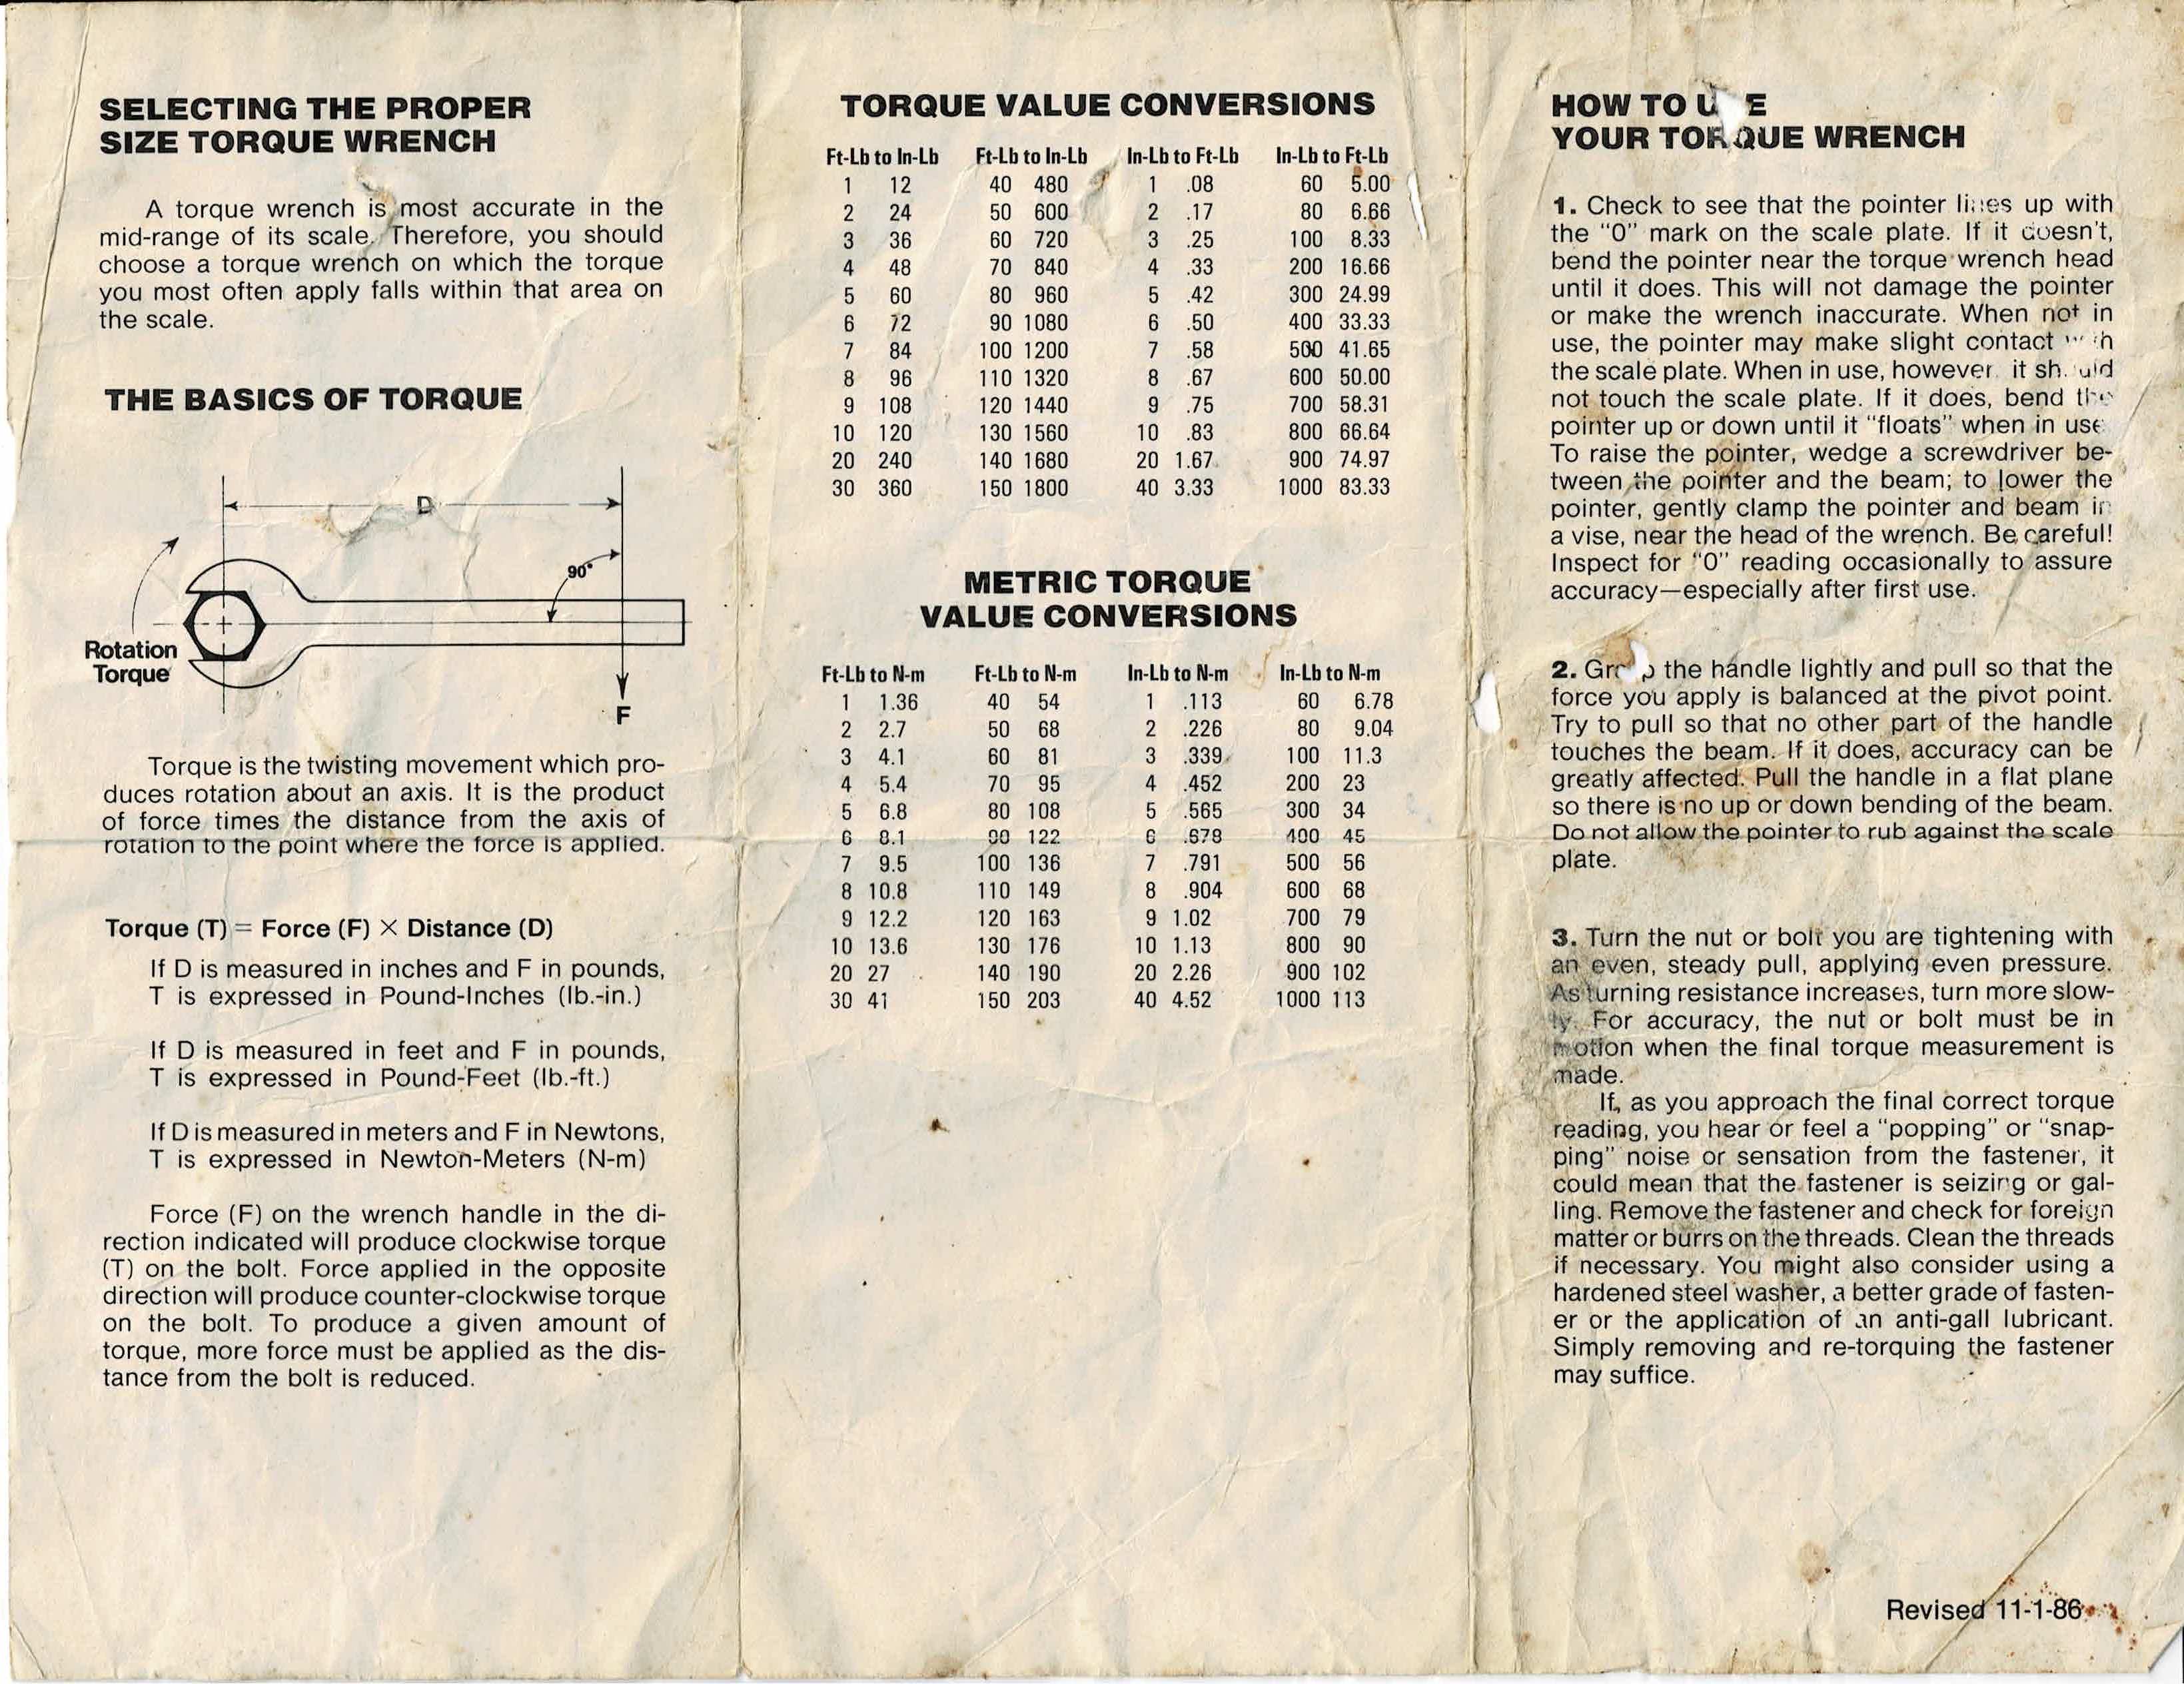 SELECTING THE PROPER
SIZE TORQUE WRENCH
A torque wrench is most accurate in the
mid-range of its scale. Therefore, you should
choose a torque wrench on which the torque
you most often apply falls within that area on
the scale.
THE BASICS OF TORQUE
D
90°
Rotation
Torque
F
Torque is the twisting movement which pro-
duces rotation about an axis. It is the product
of force times the distance from the axis of
rotation to the point where the force is applied.
Torque (T) = Force (F) × Distance (D)
If D is measured in inches and F in pounds,
T is expressed in Pound-Inches (lb.-in.)
If D is measured in feet and F in pounds,
T is expressed in Pound-Feet (lb.-ft.)
If D is measured in meters and F in Newtons,
T is expressed in Newton-Meters (N-m)
Force (F) on the wrench handle in the di-
rection indicated will produce clockwise torque
(T) on the bolt. Force applied in the opposite
direction will produce counter-clockwise torque
on the bolt. To produce a given amount of
torque, more force must be applied as the dis-
tance from the bolt is reduced.
TORQUE VALUE CONVERSIONS
Ft-Lb to In-Lb Ft-Lb to In-Lb In-Lb to Ft-Lb In-Lb to Ft-Lb
1 12 40 480 1 .08 60 5.00
2 24 50 600 2 .17 80 6.66
3 36 60 720 3 .25 100 8.33
4 48 70 840 4 .33 200 16.66
5 60 80 960 5 .42 300 24.99
6 72 90 1080 6 .50 400 33.33
7 84 100 1200 7 .58 500 41.65
8 96 110 1320 8 .67 600 50.00
9 108 120 1440 9 .75 700 58.31
10 120 130 1560 10 .83 800 66.64
20 240 140 1680 20 1.67 900 74.97
30 360 150 1800 40 3.33 1000 83.33
METRIC TORQUE
VALUE CONVERSIONS
Ft-Lb to N-m Ft-Lb to N-m In-Lb to N-m In-Lb to N-m
1 1.36 40 54 1 .113 60 6.78
2 2.7 50 68 2 .226 80 9.04
3 4.1 60 81 3 .339 100 11.3
4 5.4 70 95 4 .452 200 23
5 6.8 80 108 5 .565 300 34
6 8.1 90 122 6 .678 400 45
7 9.5 100 136 7 .791 500 56
8 10.8 110 149 8 .904 600 68
9 12.2 120 163 9 1.02 700 79
10 13.6 130 176 10 1.13 800 90
20 27 140 190 20 2.26 900 102
30 41 150 203 40 4.52 1000 113
HOW TO USE
YOUR TORQUE WRENCH
1. Check to see that the pointer lines up with
the "0" mark on the scale plate. If it doesn't,
bend the pointer near the torque wrench head
until it does. This will not damage the pointer
or make the wrench inaccurate. When not in
use, the pointer may make slight contact with
the scale plate. When in use, however it should
not touch the scale plate. If it does, bend the
pointer up or down until it "floats" when in use
To raise the pointer, wedge a screwdriver be-
tween the pointer and the beam; to lower the
pointer, gently clamp the pointer and beam in
a vise, near the head of the wrench. Be careful!
Inspect for "0" reading occasionally to assure
accuracy—especially after first use.
2. the handle lightly and pull so that the
force you apply is balanced at the pivot point.
Try to pull so that no other part of the handle
touches the beam. If it does, accuracy can be
greatly affected. Pull the handle in a flat plane
so there is no up or down bending of the beam.
Do not allow the pointer to rub against the scale
plate.
3. Turn the nut or bolt you are tightening with
an even, steady pull, applying even pressure.
As turning resistance increases, turn more slow-
ly. For accuracy, the nut or bolt must be in
motion when the final torque measurement is
made.
If, as you approach the final correct torque
reading, you hear or feel a "popping" or "snap-
ping" noise or sensation from the fastener, it
could mean that the fastener is seizing or gal-
ling. Remove the fastener and check for foreign
matter or burrs on the threads. Clean the threads
if necessary. You might also consider using a
hardened steel washer, a better grade of fasten-
er or the application of an anti-gall lubricant.
Simply removing and re-torquing the fastener
may suffice.
Revised 11-1-86